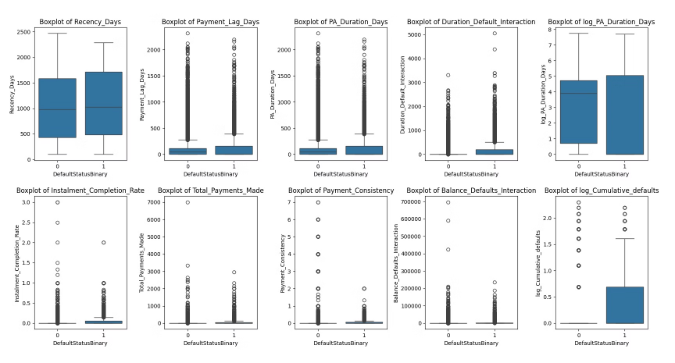 Boxplot of Recency_Days
Boxplot of Payment_Lag_Days
Boxplot of PA_Duration_Days
Boxplot of Duration_Default_Interaction
Boxplot of log_PA_Duration_Days
Recency_Days
2500
2000
1500
1000
500
0
0 1
DefaultStatusBinary
Payment_Lag_Days
2000
1500
1000
500
0
0 1
DefaultStatusBinary
PA_Duration_Days
2000
1500
1000
500
0
0 1
DefaultStatusBinary
Duration_Default_Interaction
5000
4000
3000
2000
1000
0
0 1
DefaultStatusBinary
log_PA_Duration_Days
8
7
6
5
4
3
2
1
0
0 1
DefaultStatusBinary
Boxplot of Instalment_Completion_Rate
Boxplot of Total_Payments_Made
Boxplot of Payment_Consistency
Boxplot of Balance_Defaults_Interaction
Boxplot of log_Cumulative_defaults
Instalment_Completion_Rate
3.0
2.5
2.0
1.5
1.0
0.5
0.0
0 1
DefaultStatusBinary
Total_Payments_Made
7000
6000
5000
4000
3000
2000
1000
0
0 1
DefaultStatusBinary
Payment_Consistency
7
6
5
4
3
2
1
0
0 1
DefaultStatusBinary
Balance_Defaults_Interaction
700000
600000
500000
400000
300000
200000
100000
0
0 1
DefaultStatusBinary
log_Cumulative_defaults
2.0
1.5
1.0
0.5
0.0
0 1
DefaultStatusBinary